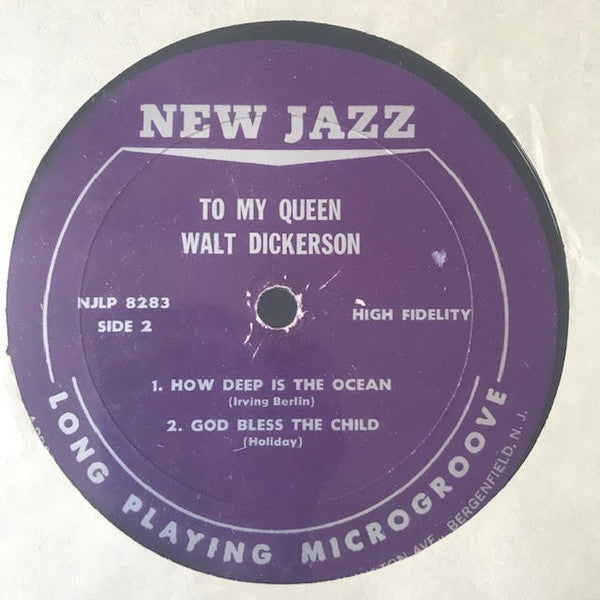 NEW JAZZ
TO MY QUEEN
WALT DICKERSON
NJLP 8283
SIDE 2
HIGH FIDELITY
1. HOW DEEP IS THE OCEAN
(Irving Berlin)
2. GOD BLESS THE CHILD
(Holiday)
LONG PLAYING MICROGROOVE
AVE., BERGENFIELD, N. J.